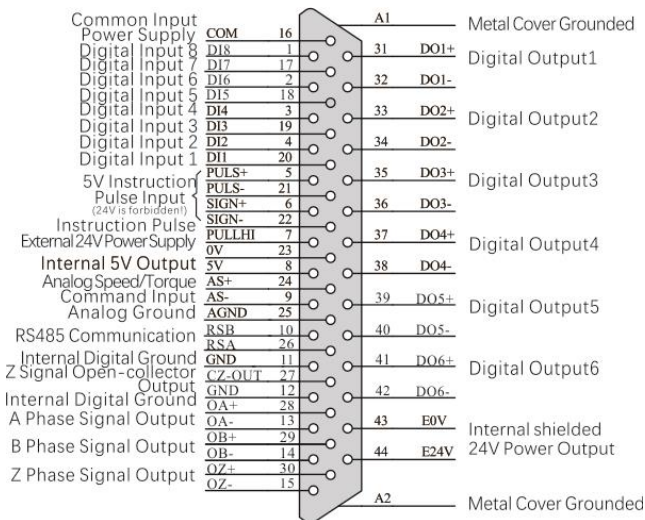 Common Input
Power Supply COM 16
Digital Input 8 DI8 1
Digital Input 7 DI7 17
Digital Input 6 DI6 2
Digital Input 5 DI5 18
Digital Input 4 DI4 3
Digital Input 3 DI3 19
Digital Input 2 DI2 4
Digital Input 1 DI1 20
5V Instruction
Pulse Input
(24V is forbidden!)
PULS+ 5
PULS- 21
SIGN+ 6
SIGN- 22
Instruction Pulse
External 24V Power Supply
PULLHI 7
0V 23
Internal 5V Output 5V 8
Analog Speed/Torque
Command Input
AS+ 24
AS- 9
Analog Ground AGND 25
RS485 Communication
RSB 10
RSA 26
Internal Digital Ground GND 11
Z Signal Open-collector
Output
CZ-OUT 27
Internal Digital Ground GND 12
A Phase Signal Output
OA+ 28
OA- 13
B Phase Signal Output
OB+ 29
OB- 14
Z Phase Signal Output
OZ+ 30
OZ- 15
A1 Metal Cover Grounded
31 DO1+
Digital Output1
32 DO1-
33 DO2+
Digital Output2
34 DO2-
35 DO3+
Digital Output3
36 DO3-
37 DO4+
Digital Output4
38 DO4-
39 DO5+
Digital Output5
40 DO5-
41 DO6+
Digital Output6
42 DO6-
43 E0V
Internal shielded
24V Power Output
44 E24V
A2 Metal Cover Grounded